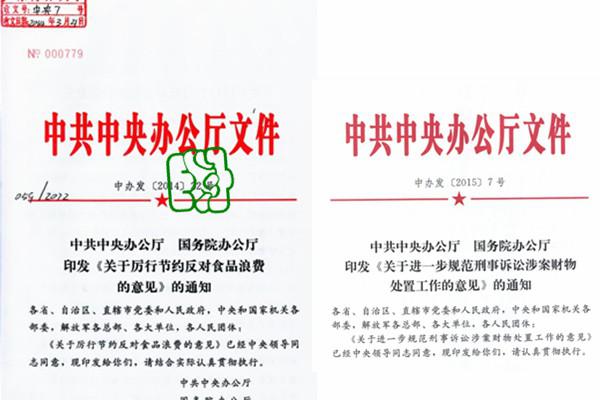 中央7 号
2014年3月21日
№ 000779
中共中央办公厅文件
中办发〔2014〕22号
059/2022
中共中央办公厅 国务院办公厅
印发《关于厉行节约反对食品浪费
的意见》的通知
各省、自治区、直辖市党委和人民政府，中央和国家机关各
部委，解放军各总部、各大单位，各人民团体：
《关于厉行节约反对食品浪费的意见》已经中央领导同
志同意，现印发给你们，请结合实际认真贯彻执行。
中共中央办公厅
国务院办公厅
中共中央办公厅文件
中办发〔2015〕7号
中共中央办公厅 国务院办公厅
印发《关于进一步规范刑事诉讼涉案财物
处置工作的意见》的通知
各省、自治区、直辖市党委和人民政府，中央和国家机关各
部委，解放军各总部、各大单位，各人民团体：
《关于进一步规范刑事诉讼涉案财物处置工作的意见》
已经中央领导同志同意，现印发给你们，请认真贯彻执行。